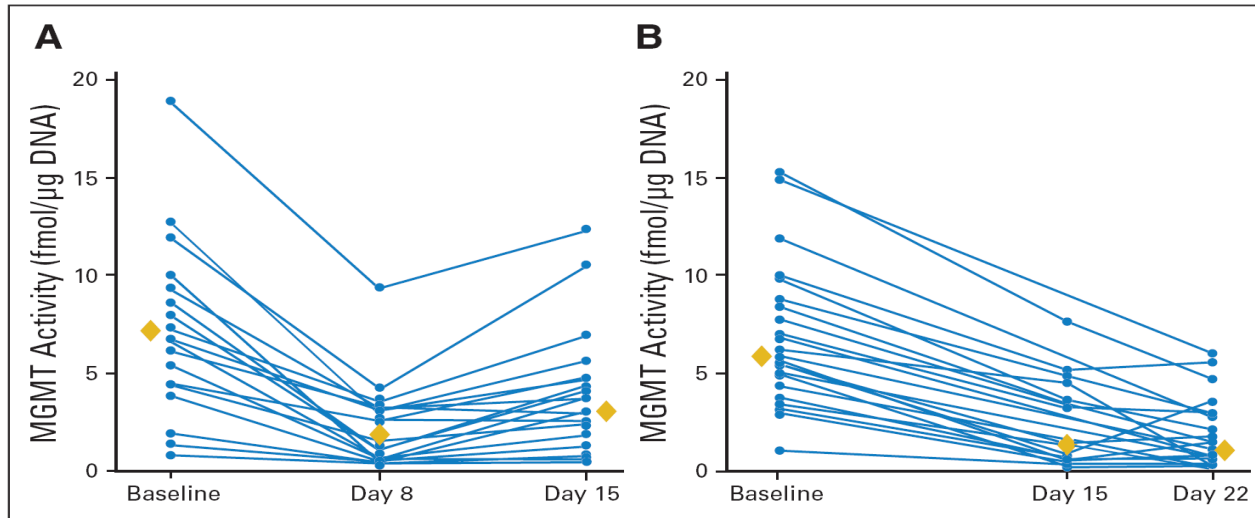 A
MGMT Activity (fmol/µg DNA)
20
15
10
5
0
Baseline
Day 8
Day 15
B
MGMT Activity (fmol/µg DNA)
20
15
10
5
0
Baseline
Day 15
Day 22